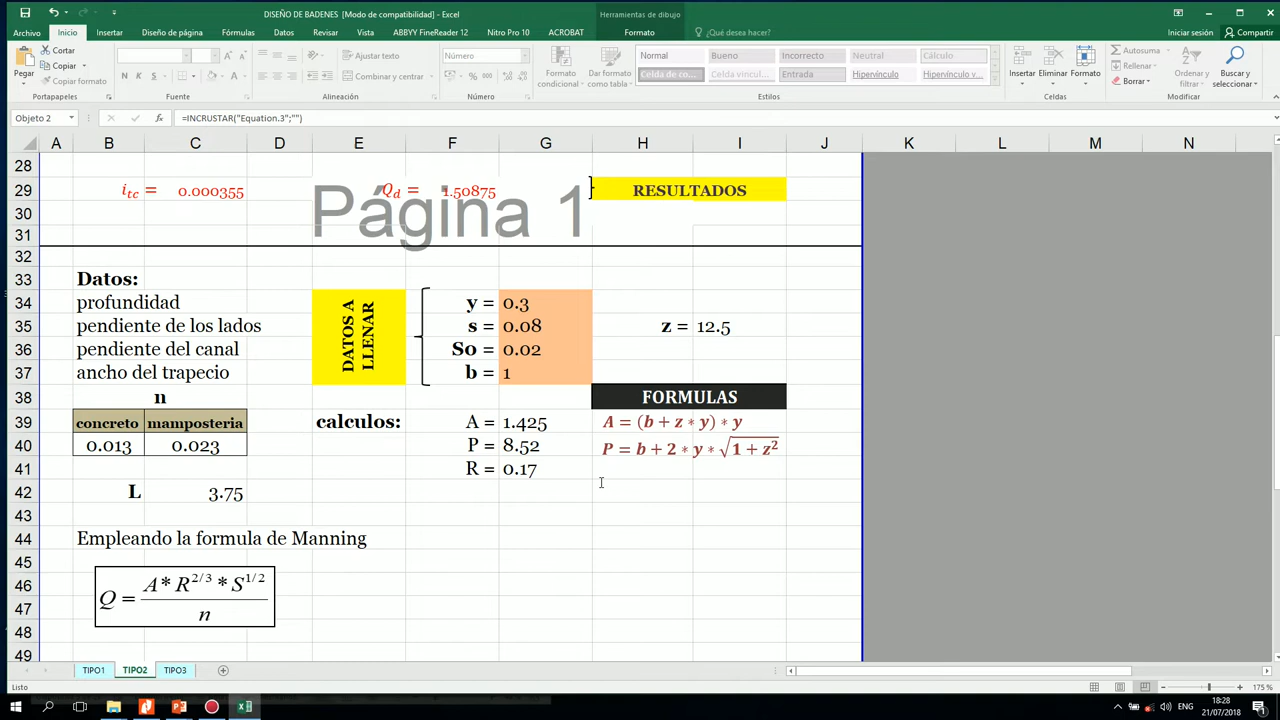 DISEÑO DE BADENES [Modo de compatibilidad] - Excel
Herramientas de dibujo
Archivo Inicio Insertar Diseño de página Fórmulas Datos Revisar Vista ABBYY FineReader 12 Nitro Pro 10 ACROBAT Formato ¿Qué desea hacer? Iniciar sesión Compartir
Pegar
Cortar
Copiar
Copiar formato
Portapapeles
N K S
Fuente
Ajustar texto
Combinar y centrar
Alineación
Número
Número
Formato condicional
Dar formato como tabla
Normal Bueno Incorrecto Neutral Cálculo
Celda de co... Celda víncul... Entrada Hipervínculo Hipervínculo v...
Estilos
Insertar Eliminar Formato
Celdas
Autosuma
Rellenar
Borrar
Ordenar y filtrar
Buscar y seleccionar
Modificar
Objeto 2 fx =INCRUSTAR("Equation.3";"")
A B C D E F G H I J K L M N
28
29 itc = 0.000355 Qd = 1.50875 RESULTADOS
30 Página 1
31
32
33 Datos:
34 profundidad y = 0.3
35 pendiente de los lados s = 0.08 z = 12.5
36 pendiente del canal So = 0.02
37 ancho del trapecio b = 1
DATOS A LLENAR
38 n FORMULAS
39 concreto mamposteria calculos: A = 1.425 A = (b + z * y) * y
40 0.013 0.023 P = 8.52 P = b + 2 * y * √1 + z²
41 R = 0.17
42 L 3.75
43
44 Empleando la formula de Manning
45
46
47 Q = A * R^2/3 * S^1/2 / n
48
49
TIPO1 TIPO2 TIPO3
Listo 175 %
ENG 18:28
21/07/2018